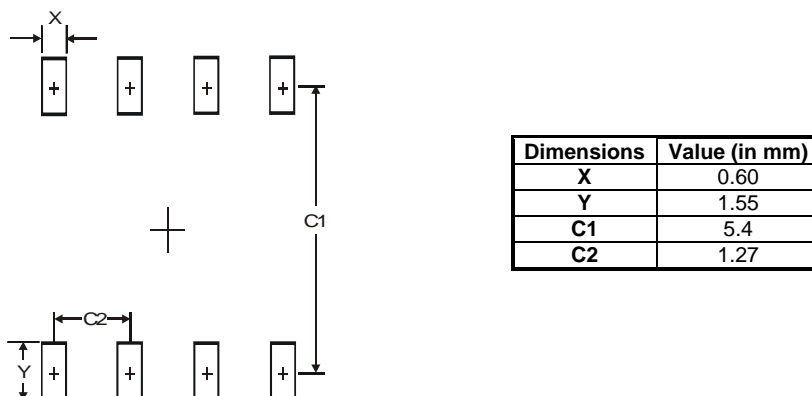 X
C1
C2
Y
Dimensions Value (in mm)
X 0.60
Y 1.55
C1 5.4
C2 1.27